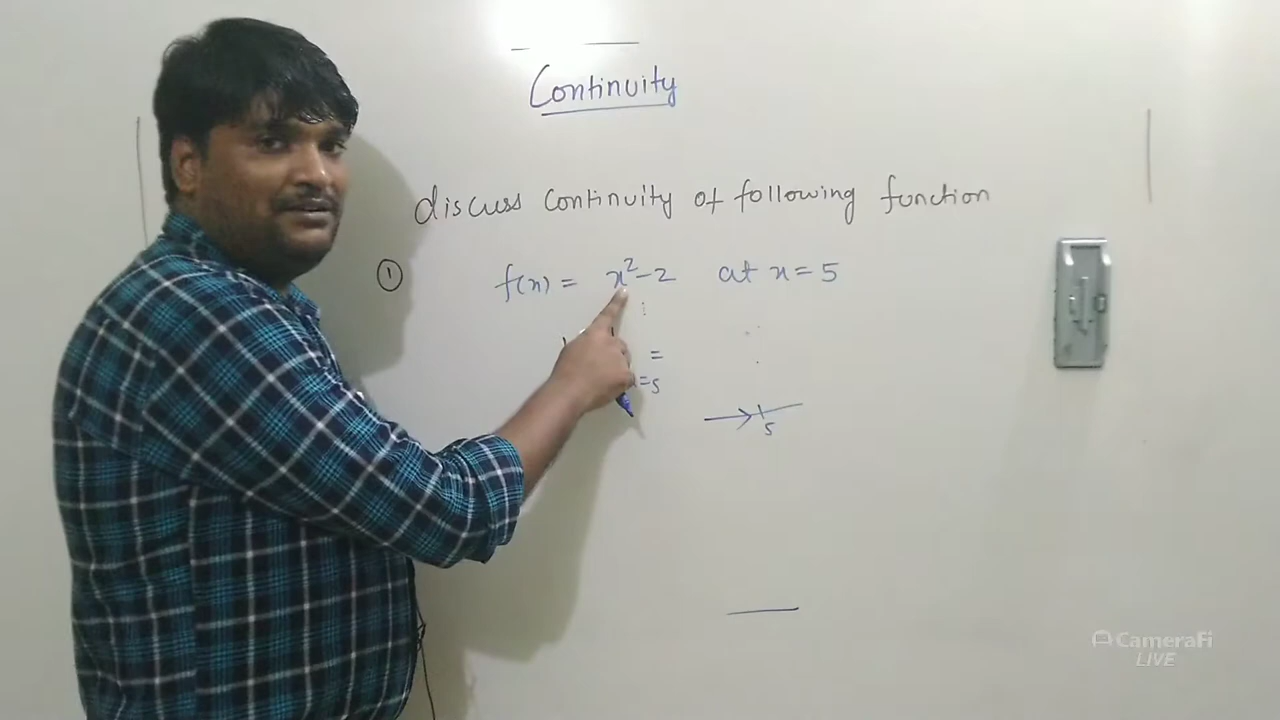 Continuity
discuss continuity of following function
① f(x) = x²-2 at x=5
=
=5
5
CameraFi
LIVE